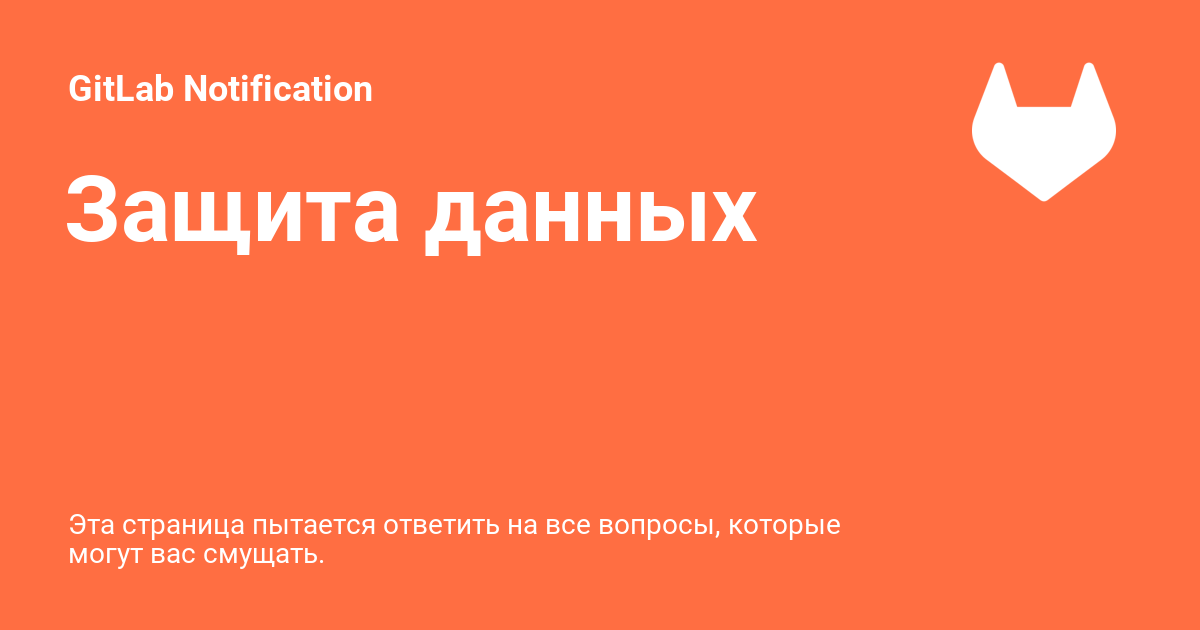 GitLab Notification
Защита данных
Эта страница пытается ответить на все вопросы, которые
могут вас смущать.